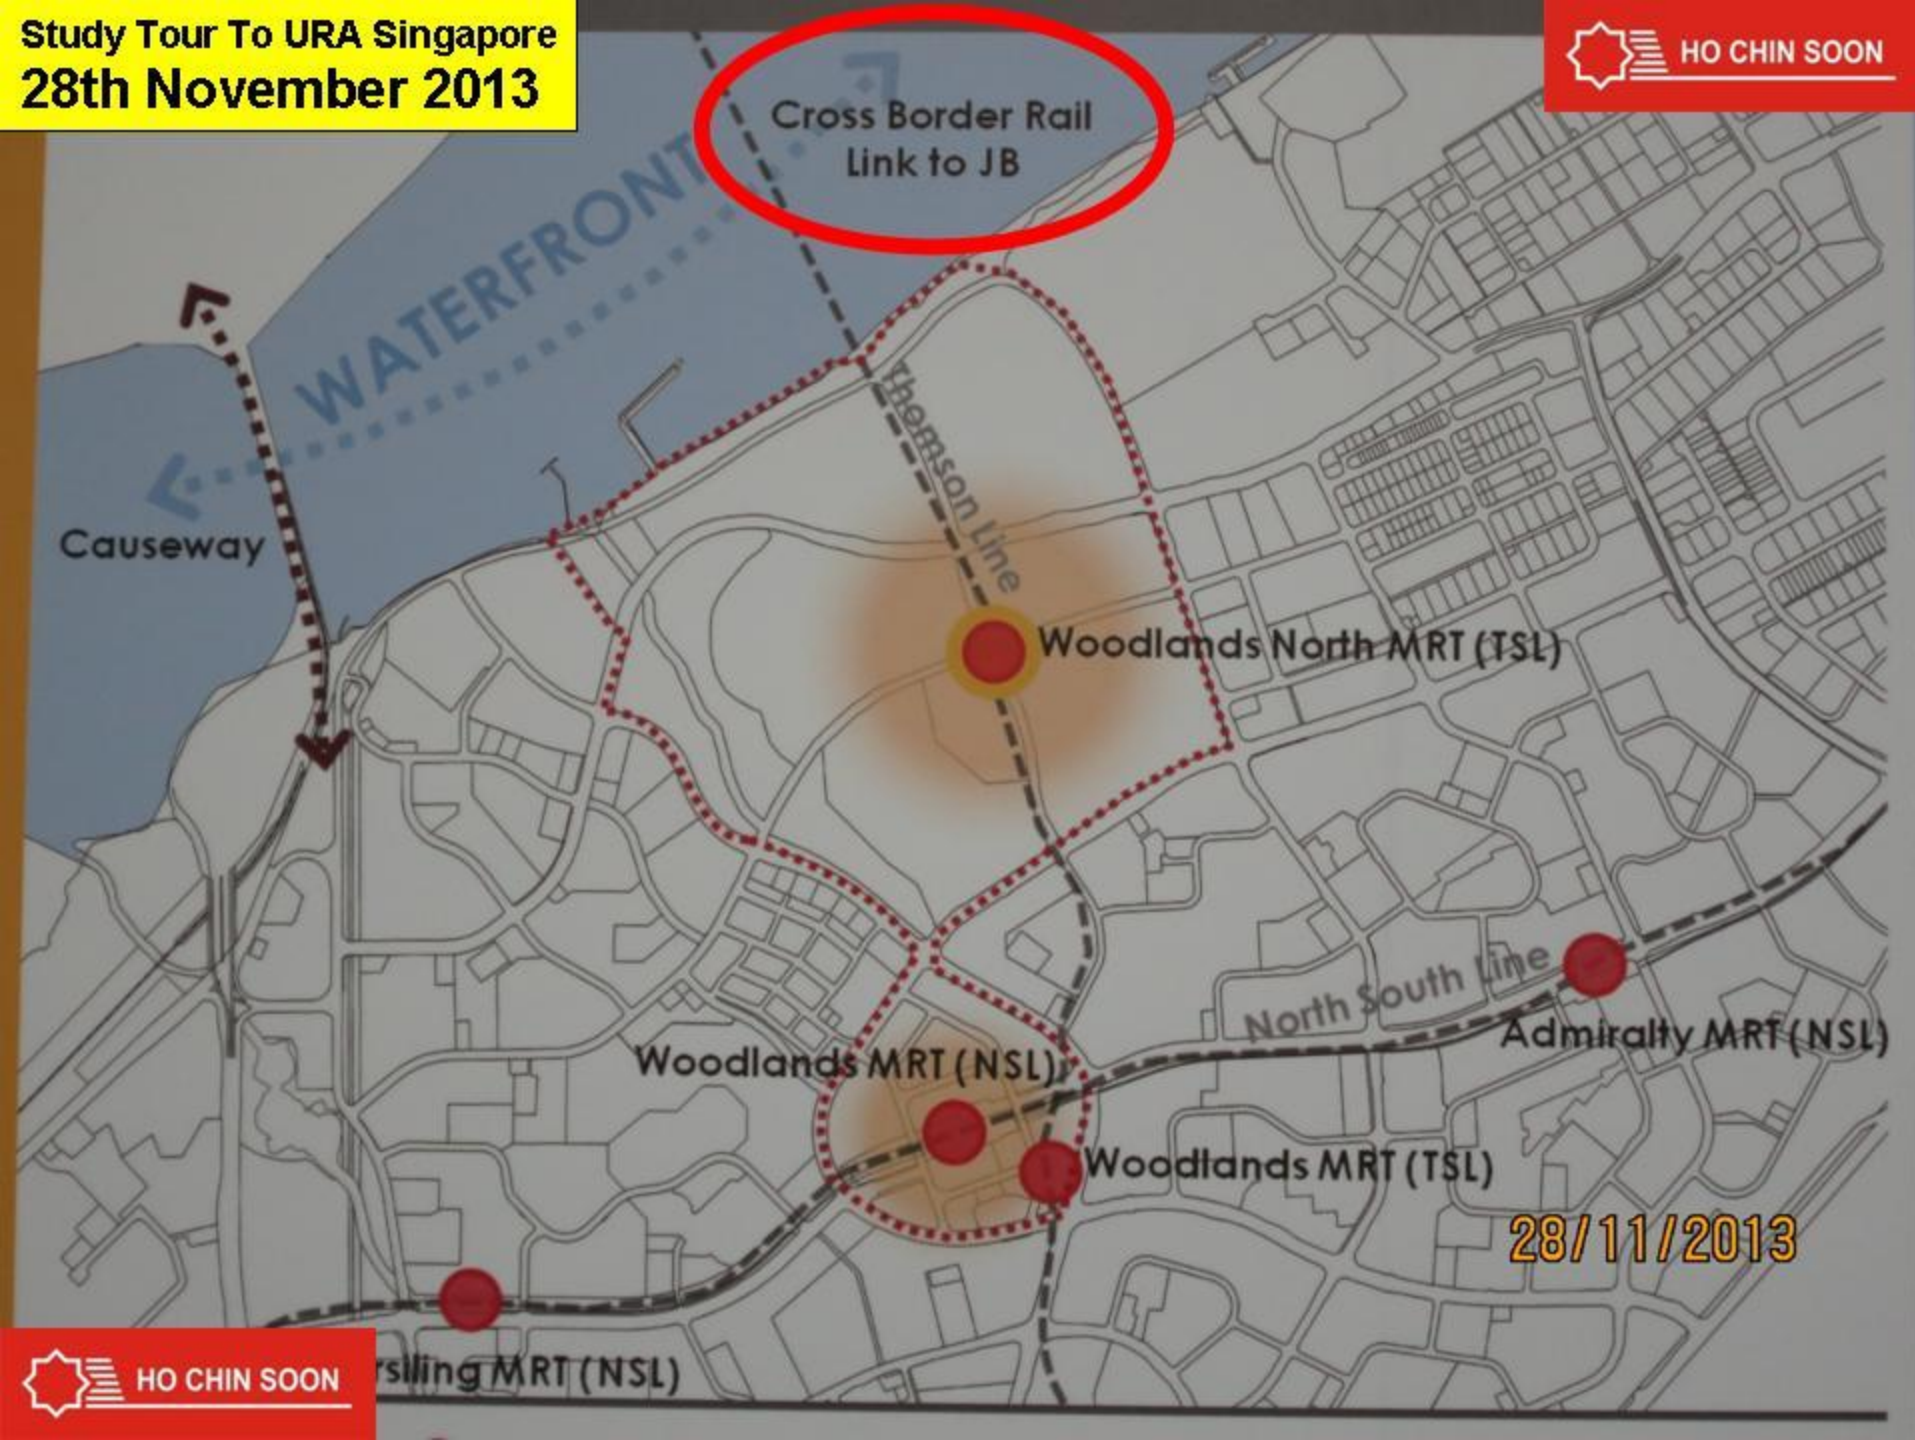 Study Tour To URA Singapore
28th November 2013
HO CHIN SOON
Cross Border Rail
Link to JB
WATERFRONT
Causeway
Thomson Line
Woodlands North MRT (TSL)
North South Line
Admiralty MRT (NSL)
Woodlands MRT (NSL)
Woodlands MRT (TSL)
28/11/2013
HO CHIN SOON
rsiling MRT (NSL)